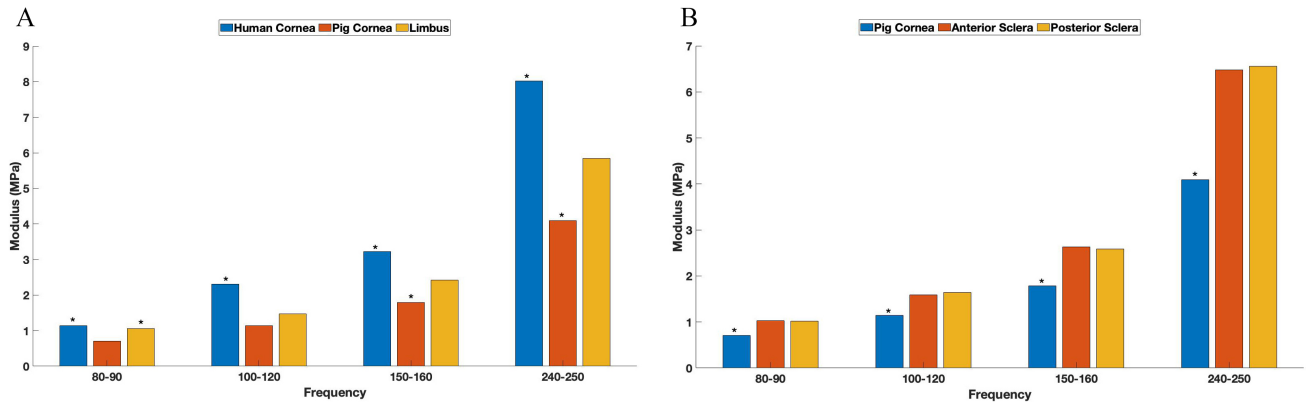 A
Human Cornea Pig Cornea Limbus
9
8
7
6
5
4
3
2
1
0
Modulus (MPa)
* * * * * * *
80-90 100-120 150-160 240-250
Frequency
B
Pig Cornea Anterior Sclera Posterior Sclera
7
6
5
4
3
2
1
0
Modulus (MPa)
* * * *
80-90 100-120 150-160 240-250
Frequency